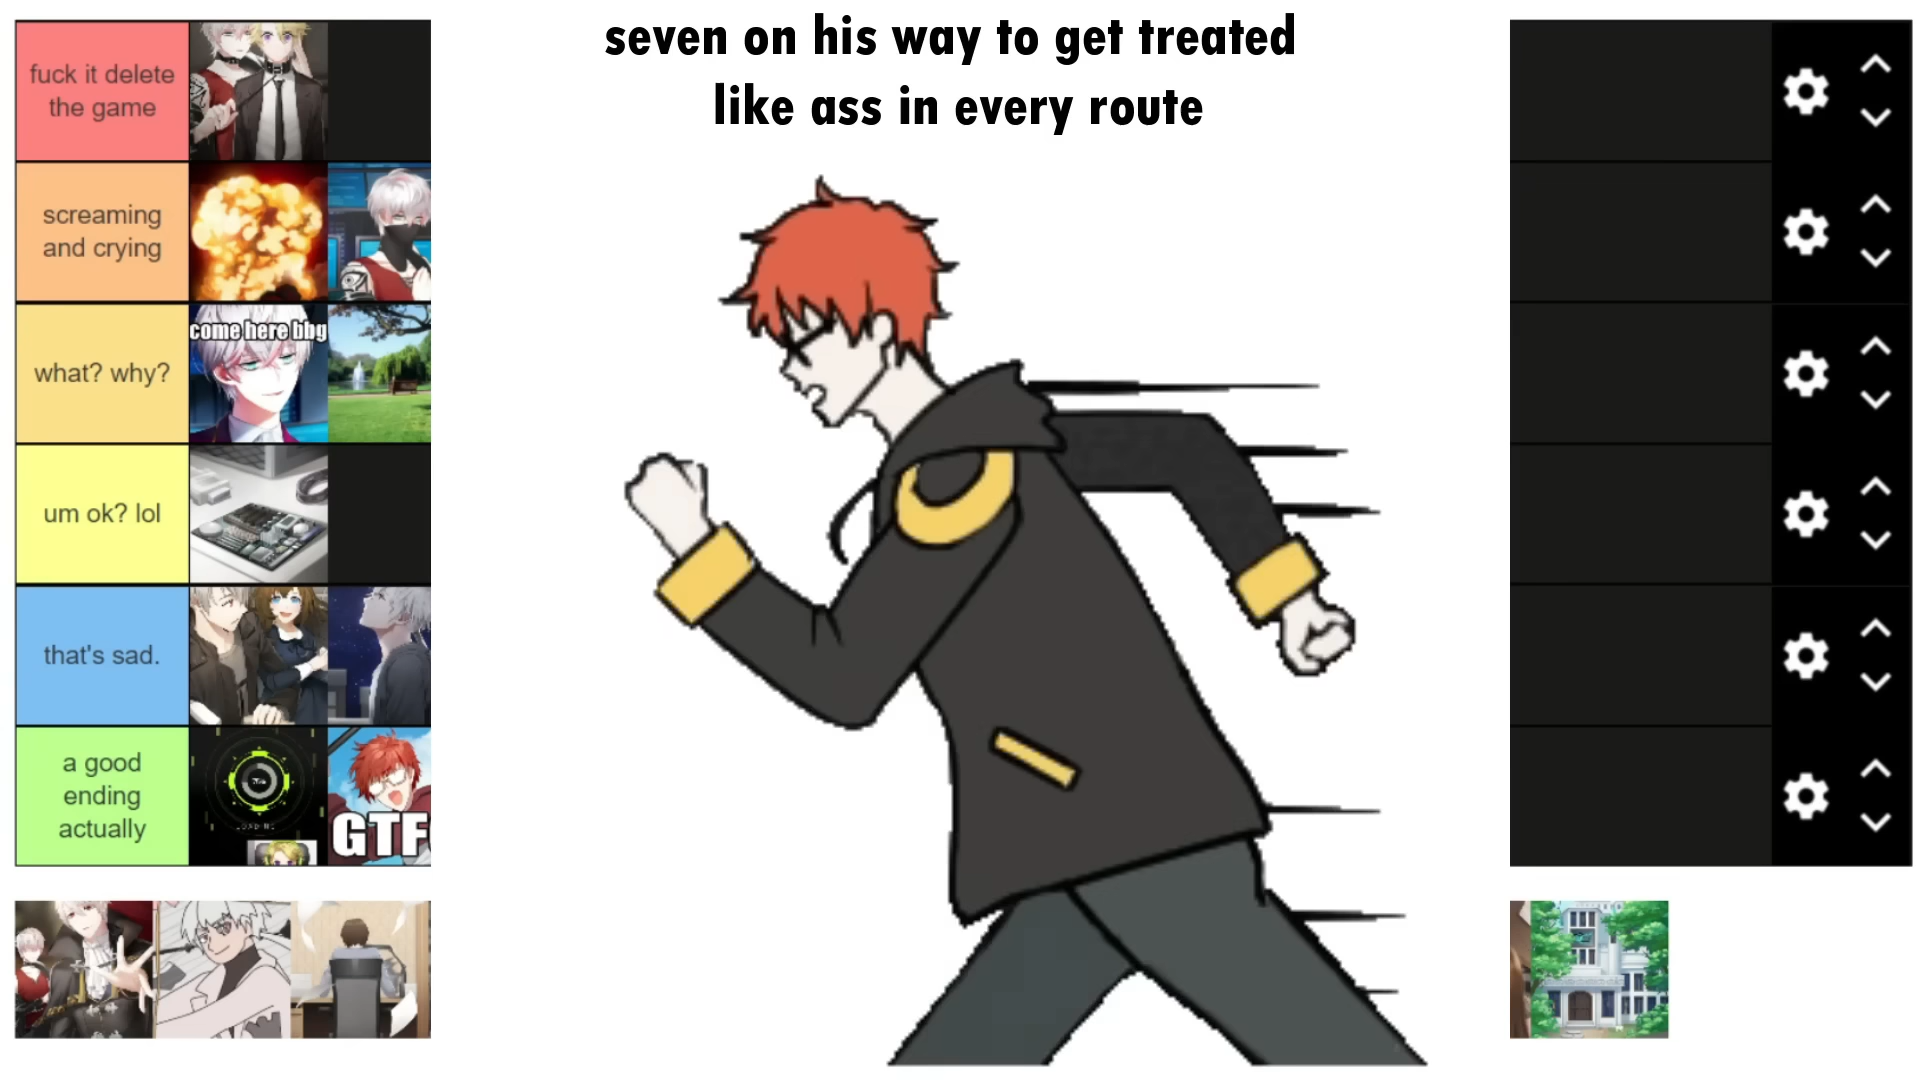 seven on his way to get treated
like ass in every route
fuck it delete
the game
screaming
and crying
what? why?
come here bby
um ok? lol
that's sad.
a good
ending
actually
GTF